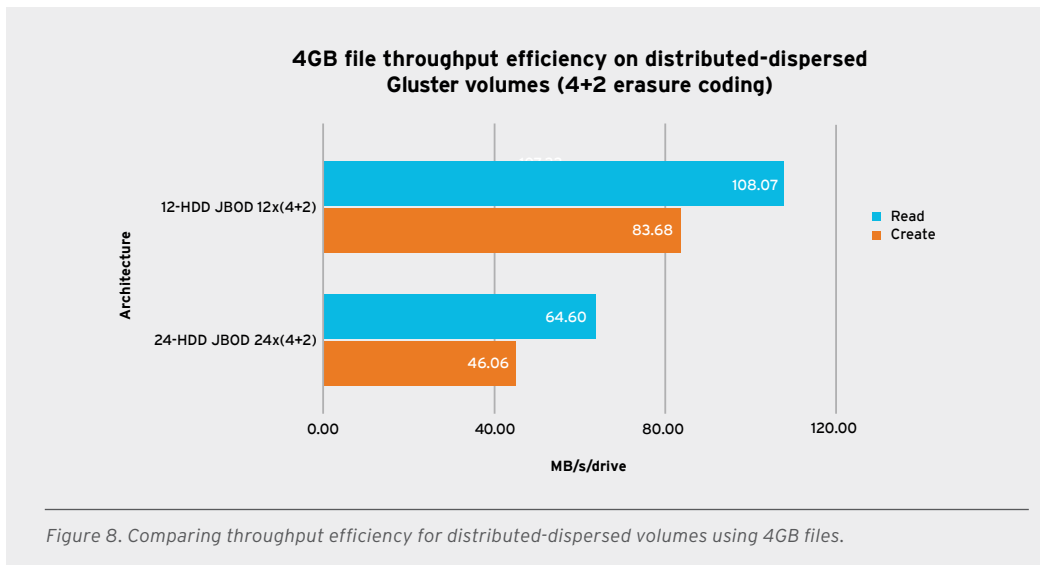 4GB file throughput efficiency on distributed-dispersed
Gluster volumes (4+2 erasure coding)
Architecture
12-HDD JBOD 12x(4+2)
108.07
83.68
24-HDD JBOD 24x(4+2)
64.60
46.06
Read
Create
0.00
40.00
80.00
120.00
MB/s/drive
Figure 8. Comparing throughput efficiency for distributed-dispersed volumes using 4GB files.